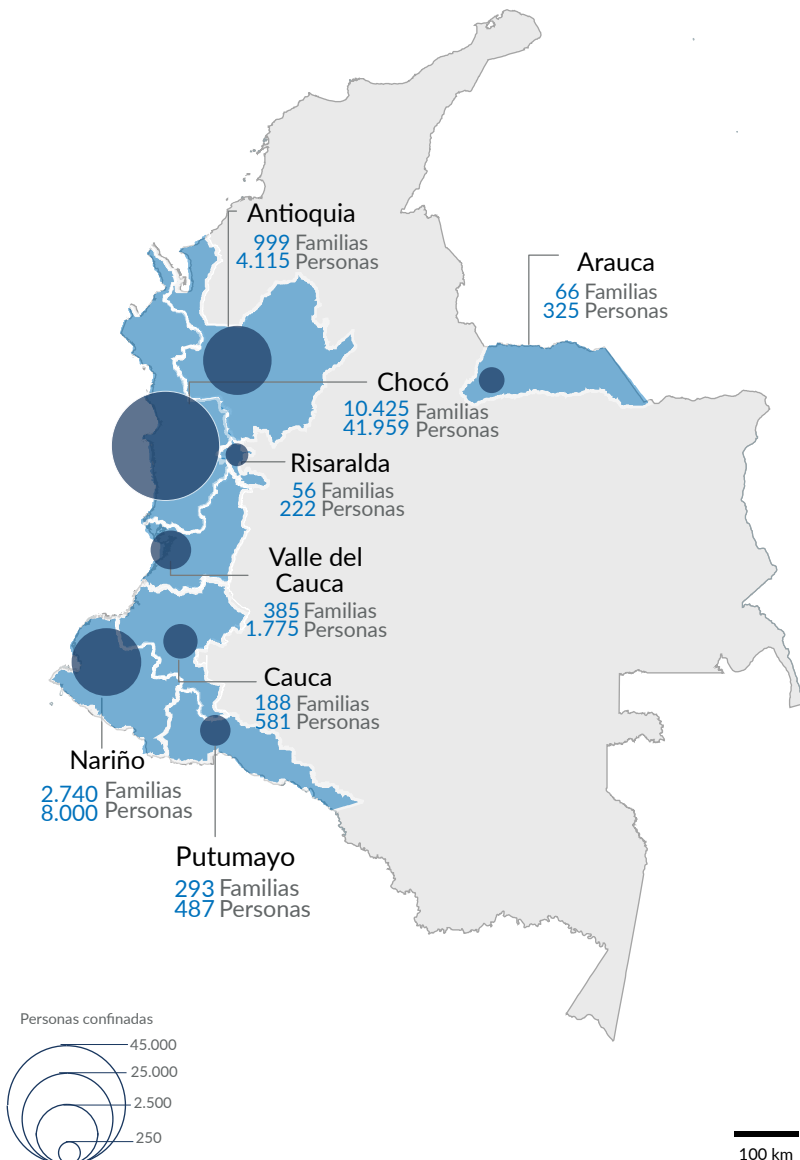 Antioquia
999 Familias
4.115 Personas
Arauca
66 Familias
325 Personas
Chocó
10.425 Familias
41.959 Personas
Risaralda
56 Familias
222 Personas
Valle del
Cauca
385 Familias
1.775 Personas
Cauca
188 Familias
581 Personas
Nariño
2.740 Familias
8.000 Personas
Putumayo
293 Familias
487 Personas
Personas confinadas
45.000
25.000
2.500
250
100 km